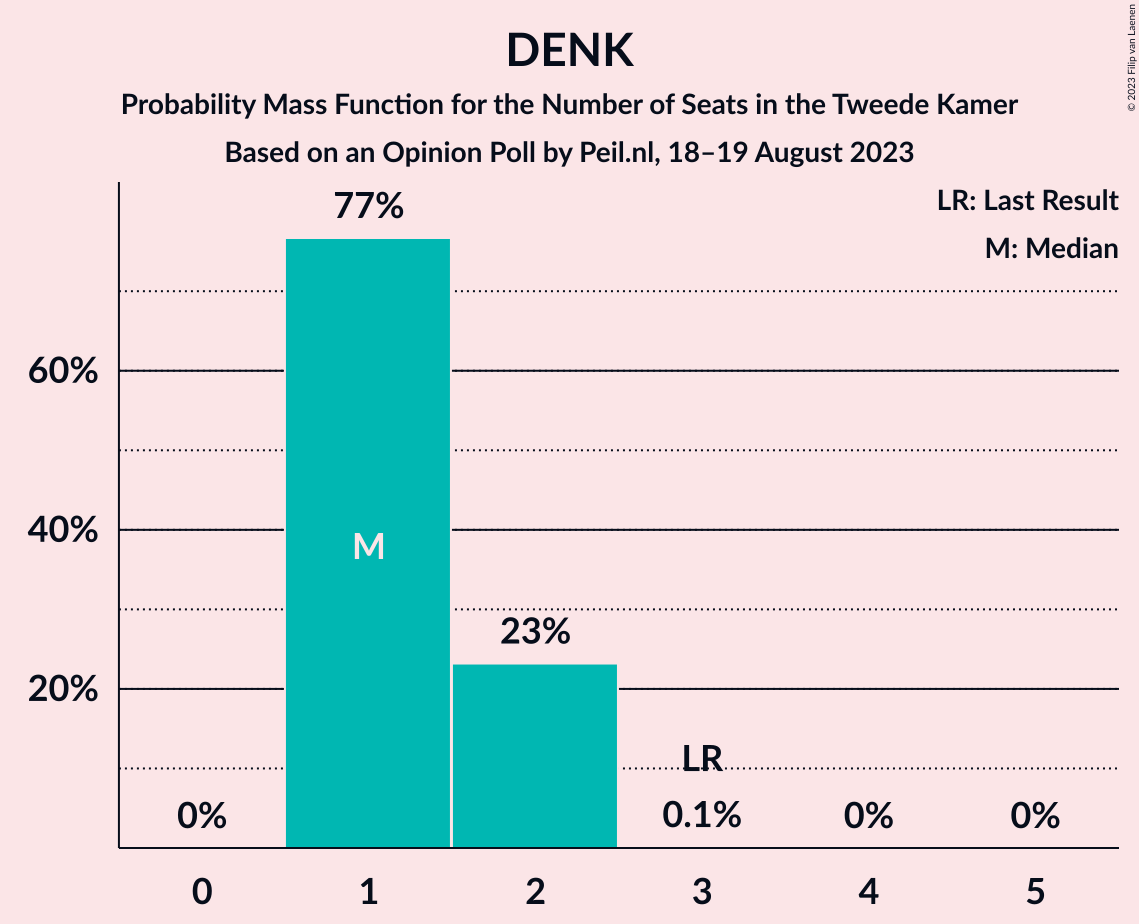 DENK
Probability Mass Function for the Number of Seats in the Tweede Kamer
Based on an Opinion Poll by Peil.nl, 18–19 August 2023
© 2023 Filip van Laenen
LR: Last Result
M: Median
77%
60%
40%
M
23%
20%
LR
0%
0.1%
0%
0%
0 1 2 3 4 5